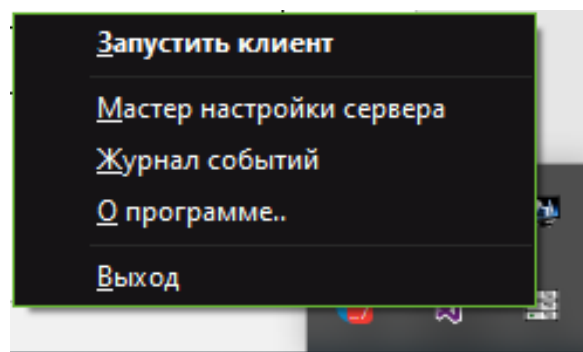 Запустить клиент
Мастер настройки сервера
Журнал событий
О программе..
Выход